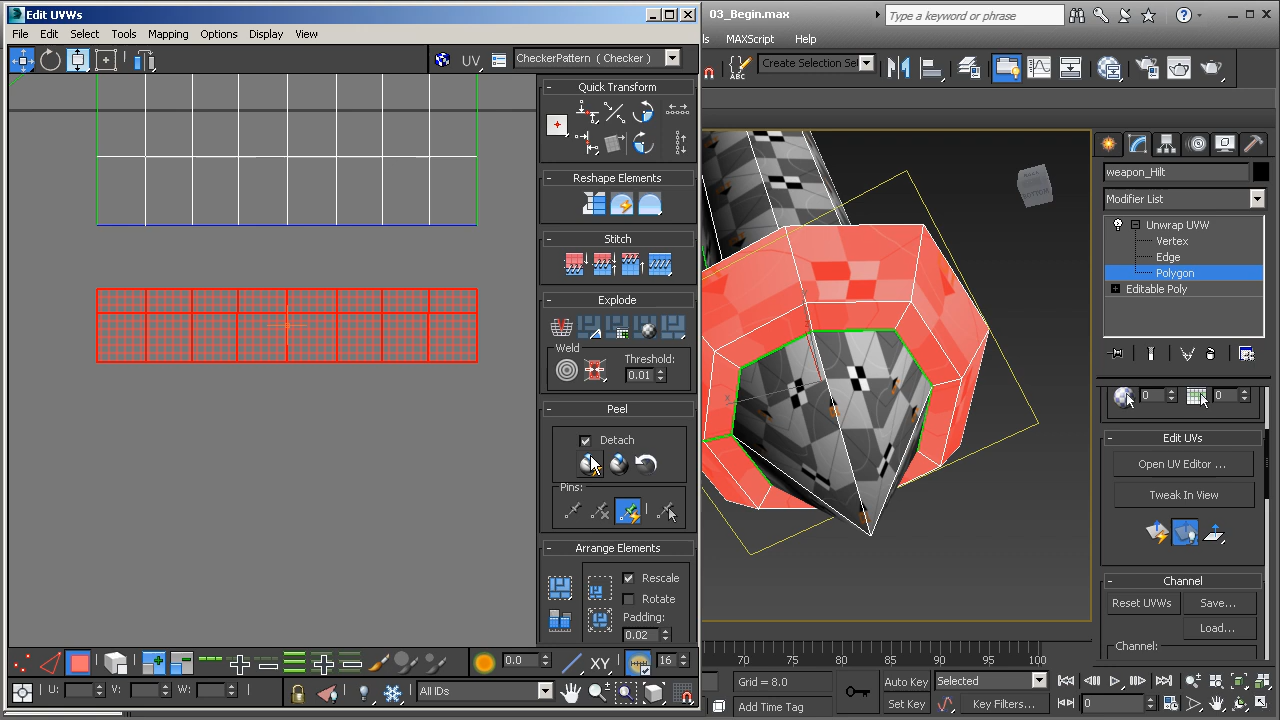 Edit UVWs
File Edit Select Tools Mapping Options Display View
UV CheckerPattern ( Checker )
Quick Transform
Reshape Elements
Stitch
Explode
Weld
Threshold:
0.01
Peel
Detach
Pins:
Arrange Elements
Rescale
Rotate
Padding:
0.02
0.0
XY
16
U: V: W:
All IDs
03_Begin.max
Type a keyword or phrase
ls MAXScript Help
ABC
Create Selection Se
BOTTOM
x
weapon_Hilt
Modifier List
Unwrap UVW
Vertex
Edge
Polygon
Editable Poly
0 0
Edit UVs
Open UV Editor ...
Tweak In View
Channel
Reset UVWs Save...
Load...
Channel:
70 75 80 85 90 95 100
Grid = 8.0
Add Time Tag
Auto Key Selected
Set Key Key Filters...
0